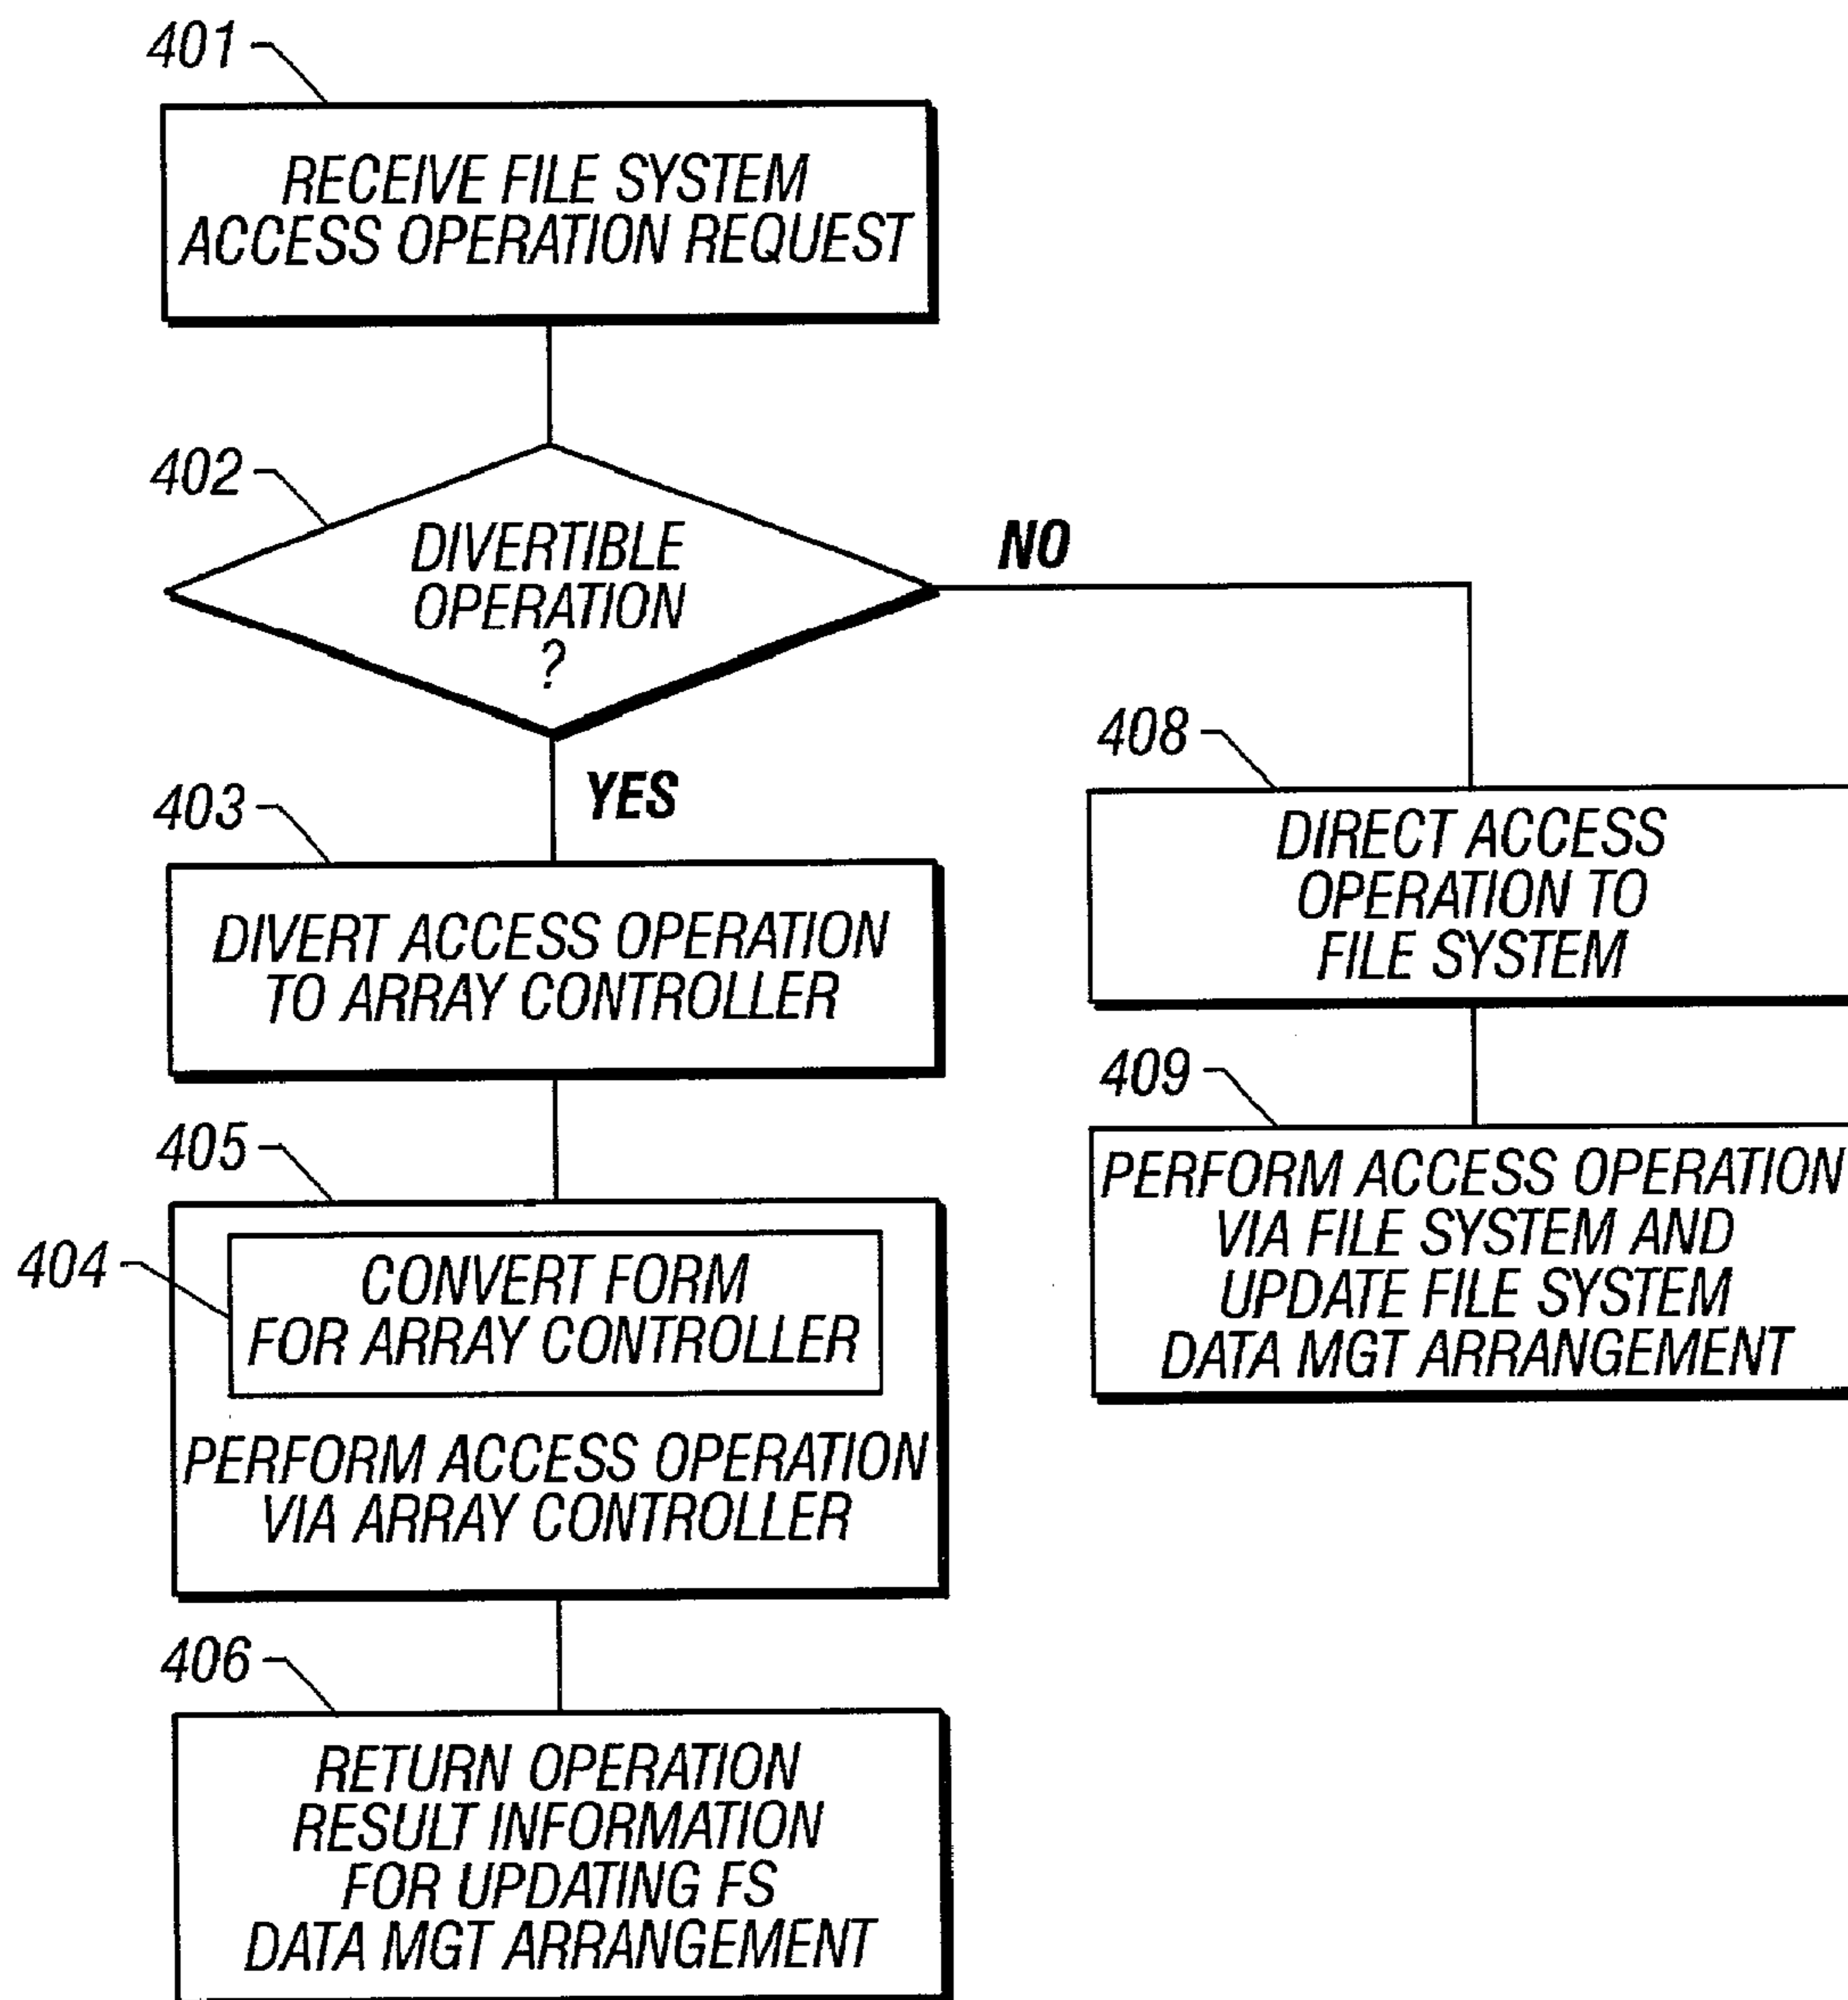 401
RECEIVE FILE SYSTEM
ACCESS OPERATION REQUEST
402
DIVERTIBLE
OPERATION
?
NO
YES
403
DIVERT ACCESS OPERATION
TO ARRAY CONTROLLER
405
404
CONVERT FORM
FOR ARRAY CONTROLLER
PERFORM ACCESS OPERATION
VIA ARRAY CONTROLLER
406
RETURN OPERATION
RESULT INFORMATION
FOR UPDATING FS
DATA MGT ARRANGEMENT
408
DIRECT ACCESS
OPERATION TO
FILE SYSTEM
409
PERFORM ACCESS OPERATION
VIA FILE SYSTEM AND
UPDATE FILE SYSTEM
DATA MGT ARRANGEMENT